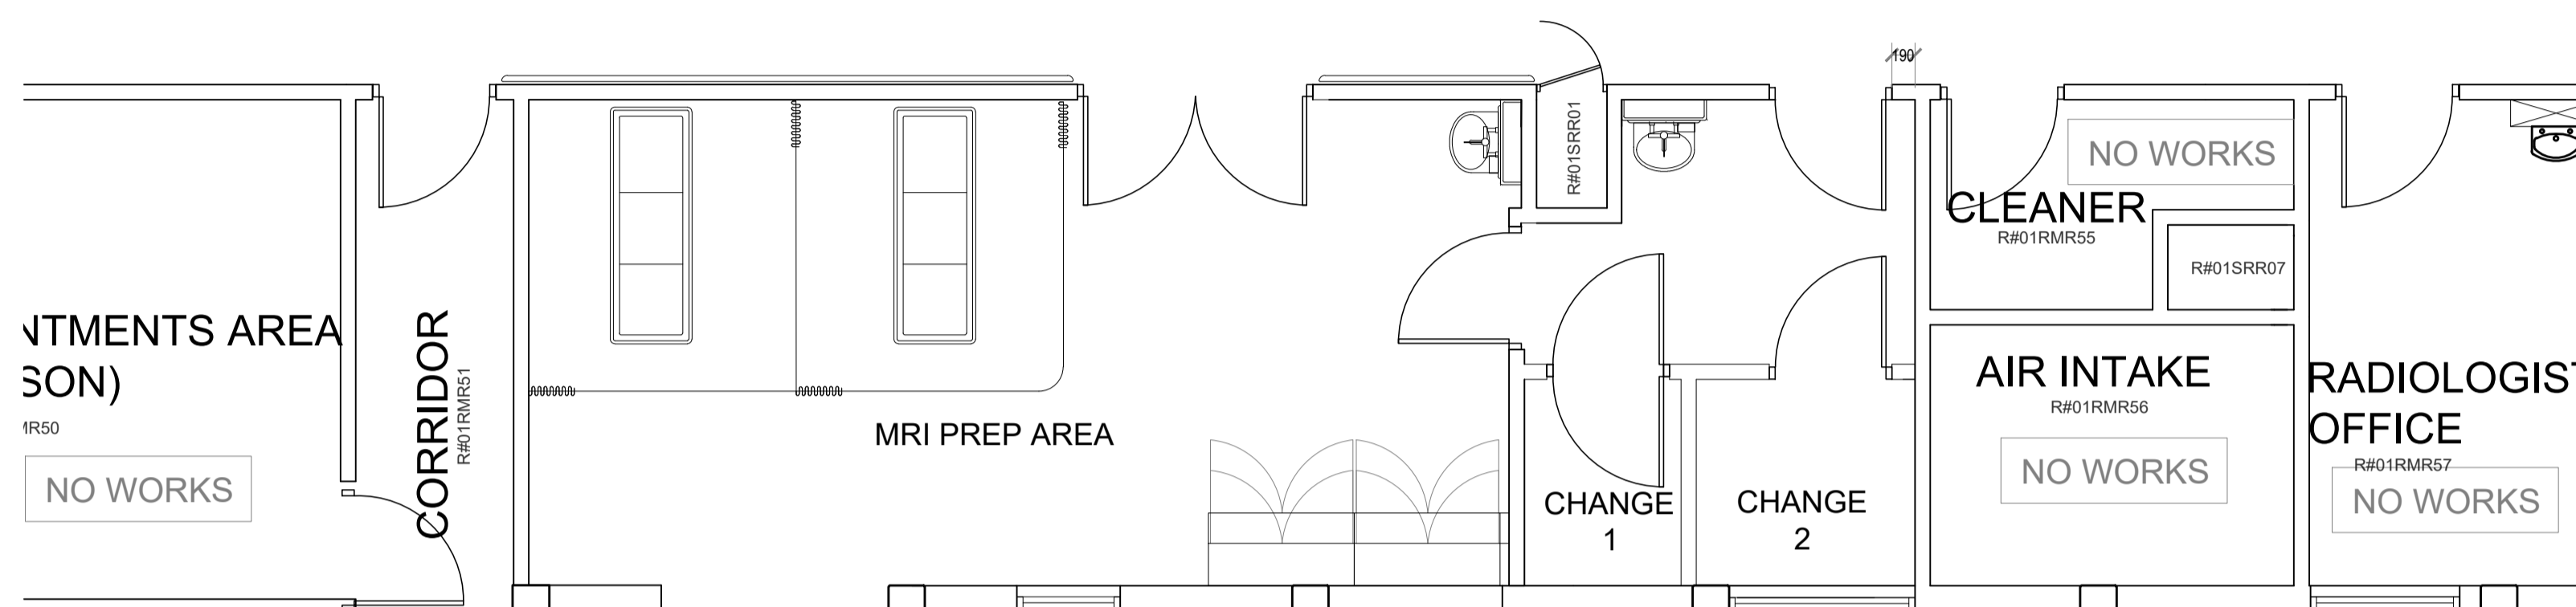 190
R#01SRR01
NO WORKS
CLEANER
R#01RMR55
R#01SRR07
NTMENTS AREA
SON)
MR50
NO WORKS
CORRIDOR
R#01RMR51
MRI PREP AREA
CHANGE
1
CHANGE
2
AIR INTAKE
R#01RMR56
NO WORKS
RADIOLOGIST
OFFICE
R#01RMR57
NO WORKS